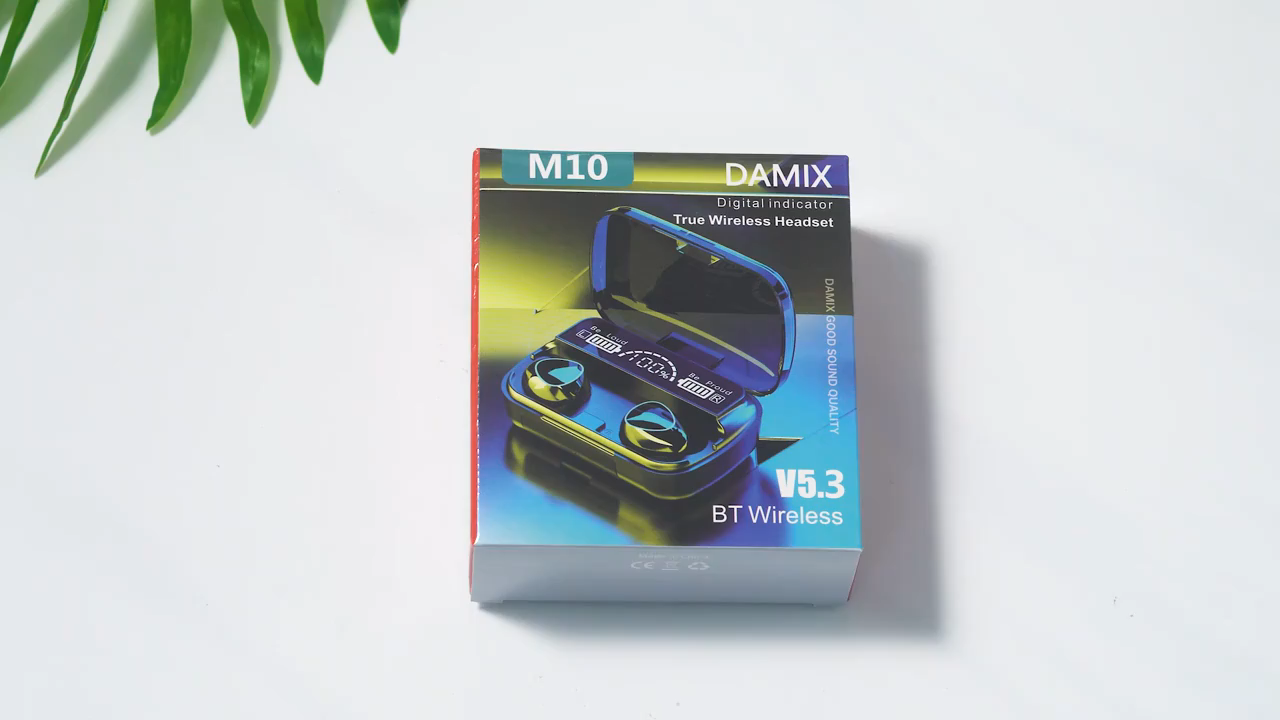 M10
DAMIX
Digital indicator
True Wireless Headset
DAMIX GOOD SOUND QUALITY
Be Loud
L
100%
Be Proud
R
V5.3
BT Wireless
CE